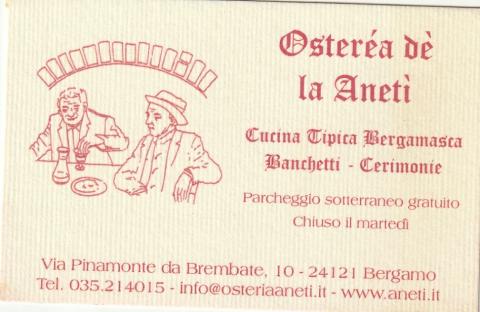 Osteréa dè
la Anetì
Cucina Tipica Bergamasca
Banchetti - Cerimonie
Parcheggio sotterraneo gratuito
Chiuso il martedì
Via Pinamonte da Brembate, 10 - 24121 Bergamo
Tel. 035.214015 - info@osteriaaneti.it - www.aneti.it